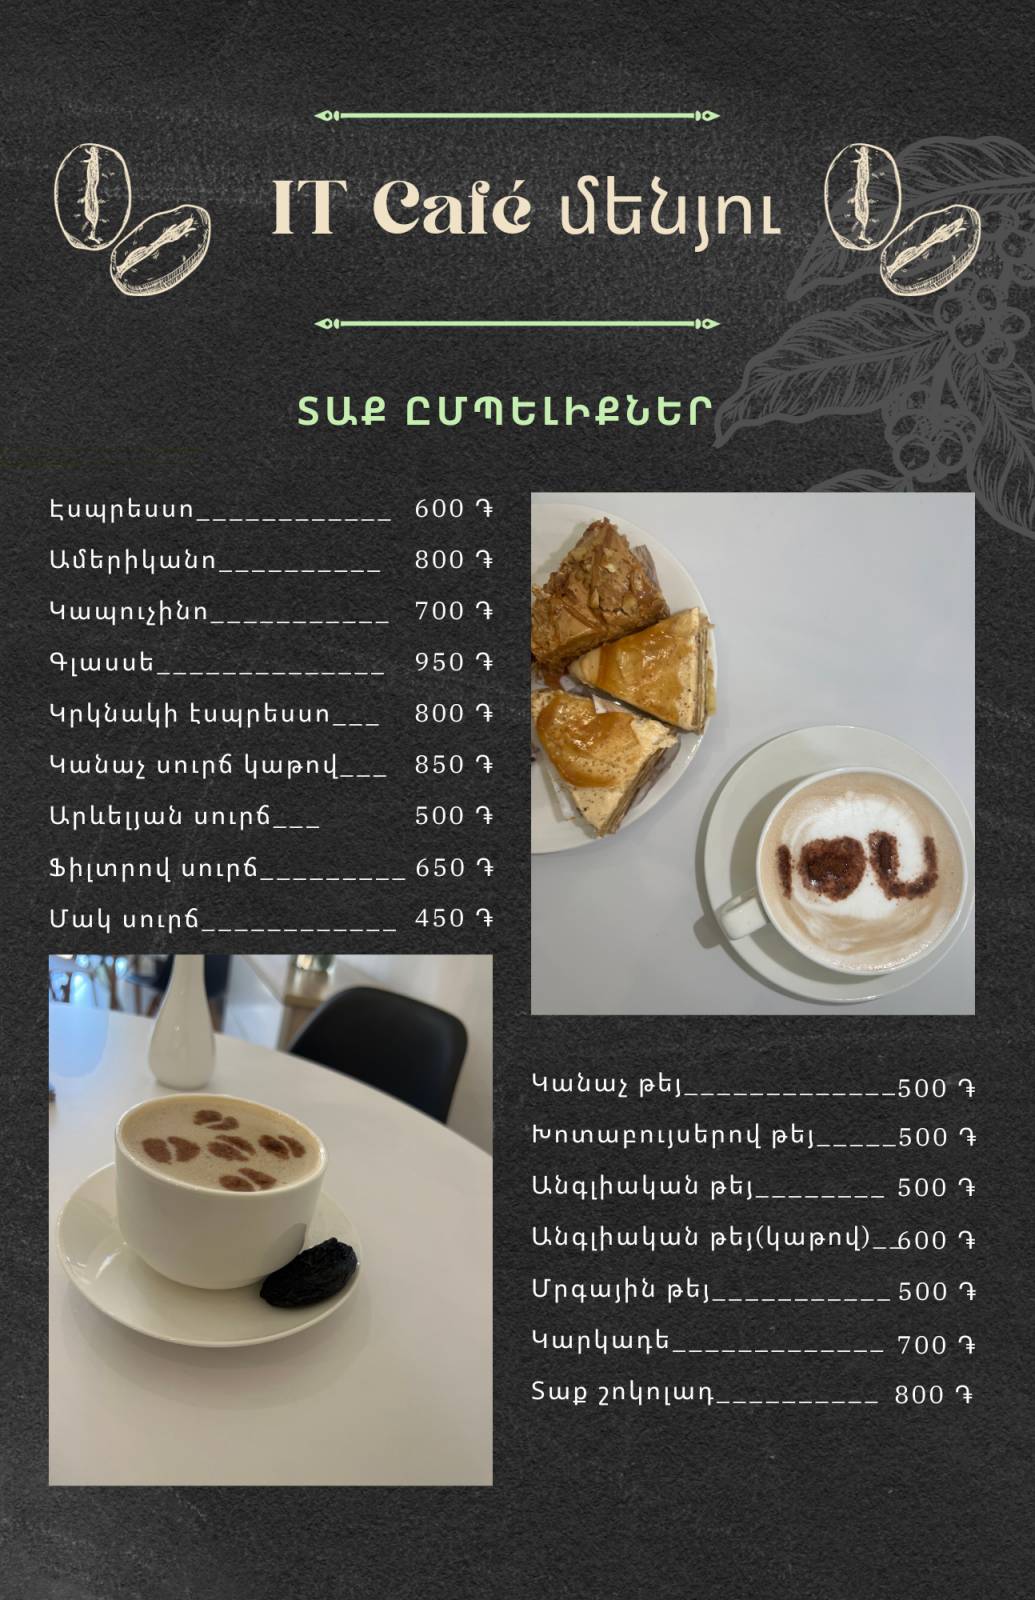 IT Café մենյու
ՏԱՔ ԸՄՊԵԼԻՔՆԵՐ
Էսպրեսսո____________ 600 ֏
Ամերիկանո__________ 800 ֏
Կապուչինո___________ 700 ֏
Գլասսե______________ 950 ֏
Կրկնակի էսպրեսսո___ 800 ֏
Կանաչ սուրճ կաթով___ 850 ֏
Արևելյան սուրճ___ 500 ֏
Ֆիլտրով սուրճ_________ 650 ֏
Մակ սուրճ____________ 450 ֏
IOU
Կանաչ թեյ_____________500 ֏
Խոտաբույսերով թեյ_____500 ֏
Անգլիական թեյ________ 500 ֏
Անգլիական թեյ(կաթով)__600 ֏
Մրգային թեյ___________ 500 ֏
Կարկադե_____________ 700 ֏
Տաք շոկոլադ__________ 800 ֏